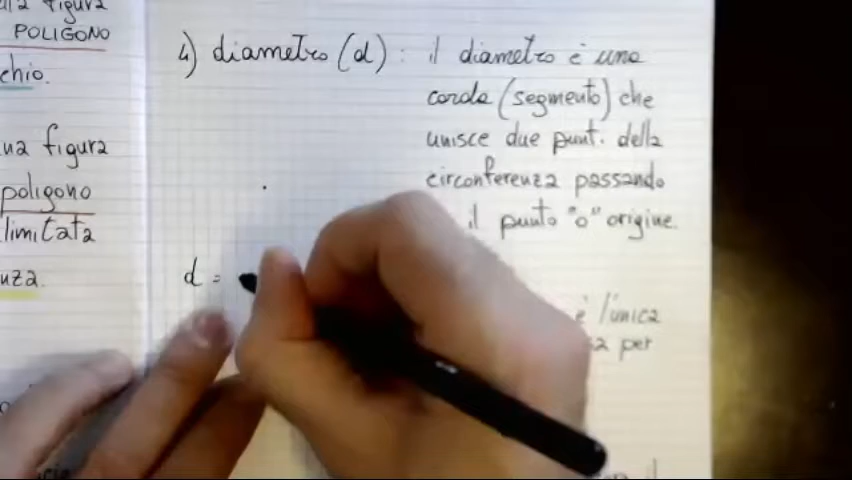 figura
POLIGONO
chio.
na figura
poligono
limitata
nza.
4) diametro (d): il diametro è una
corda (segmento) che
unisce due punti della
circonferenza passando
il punto "o" origine.
d =
è l'unica
per